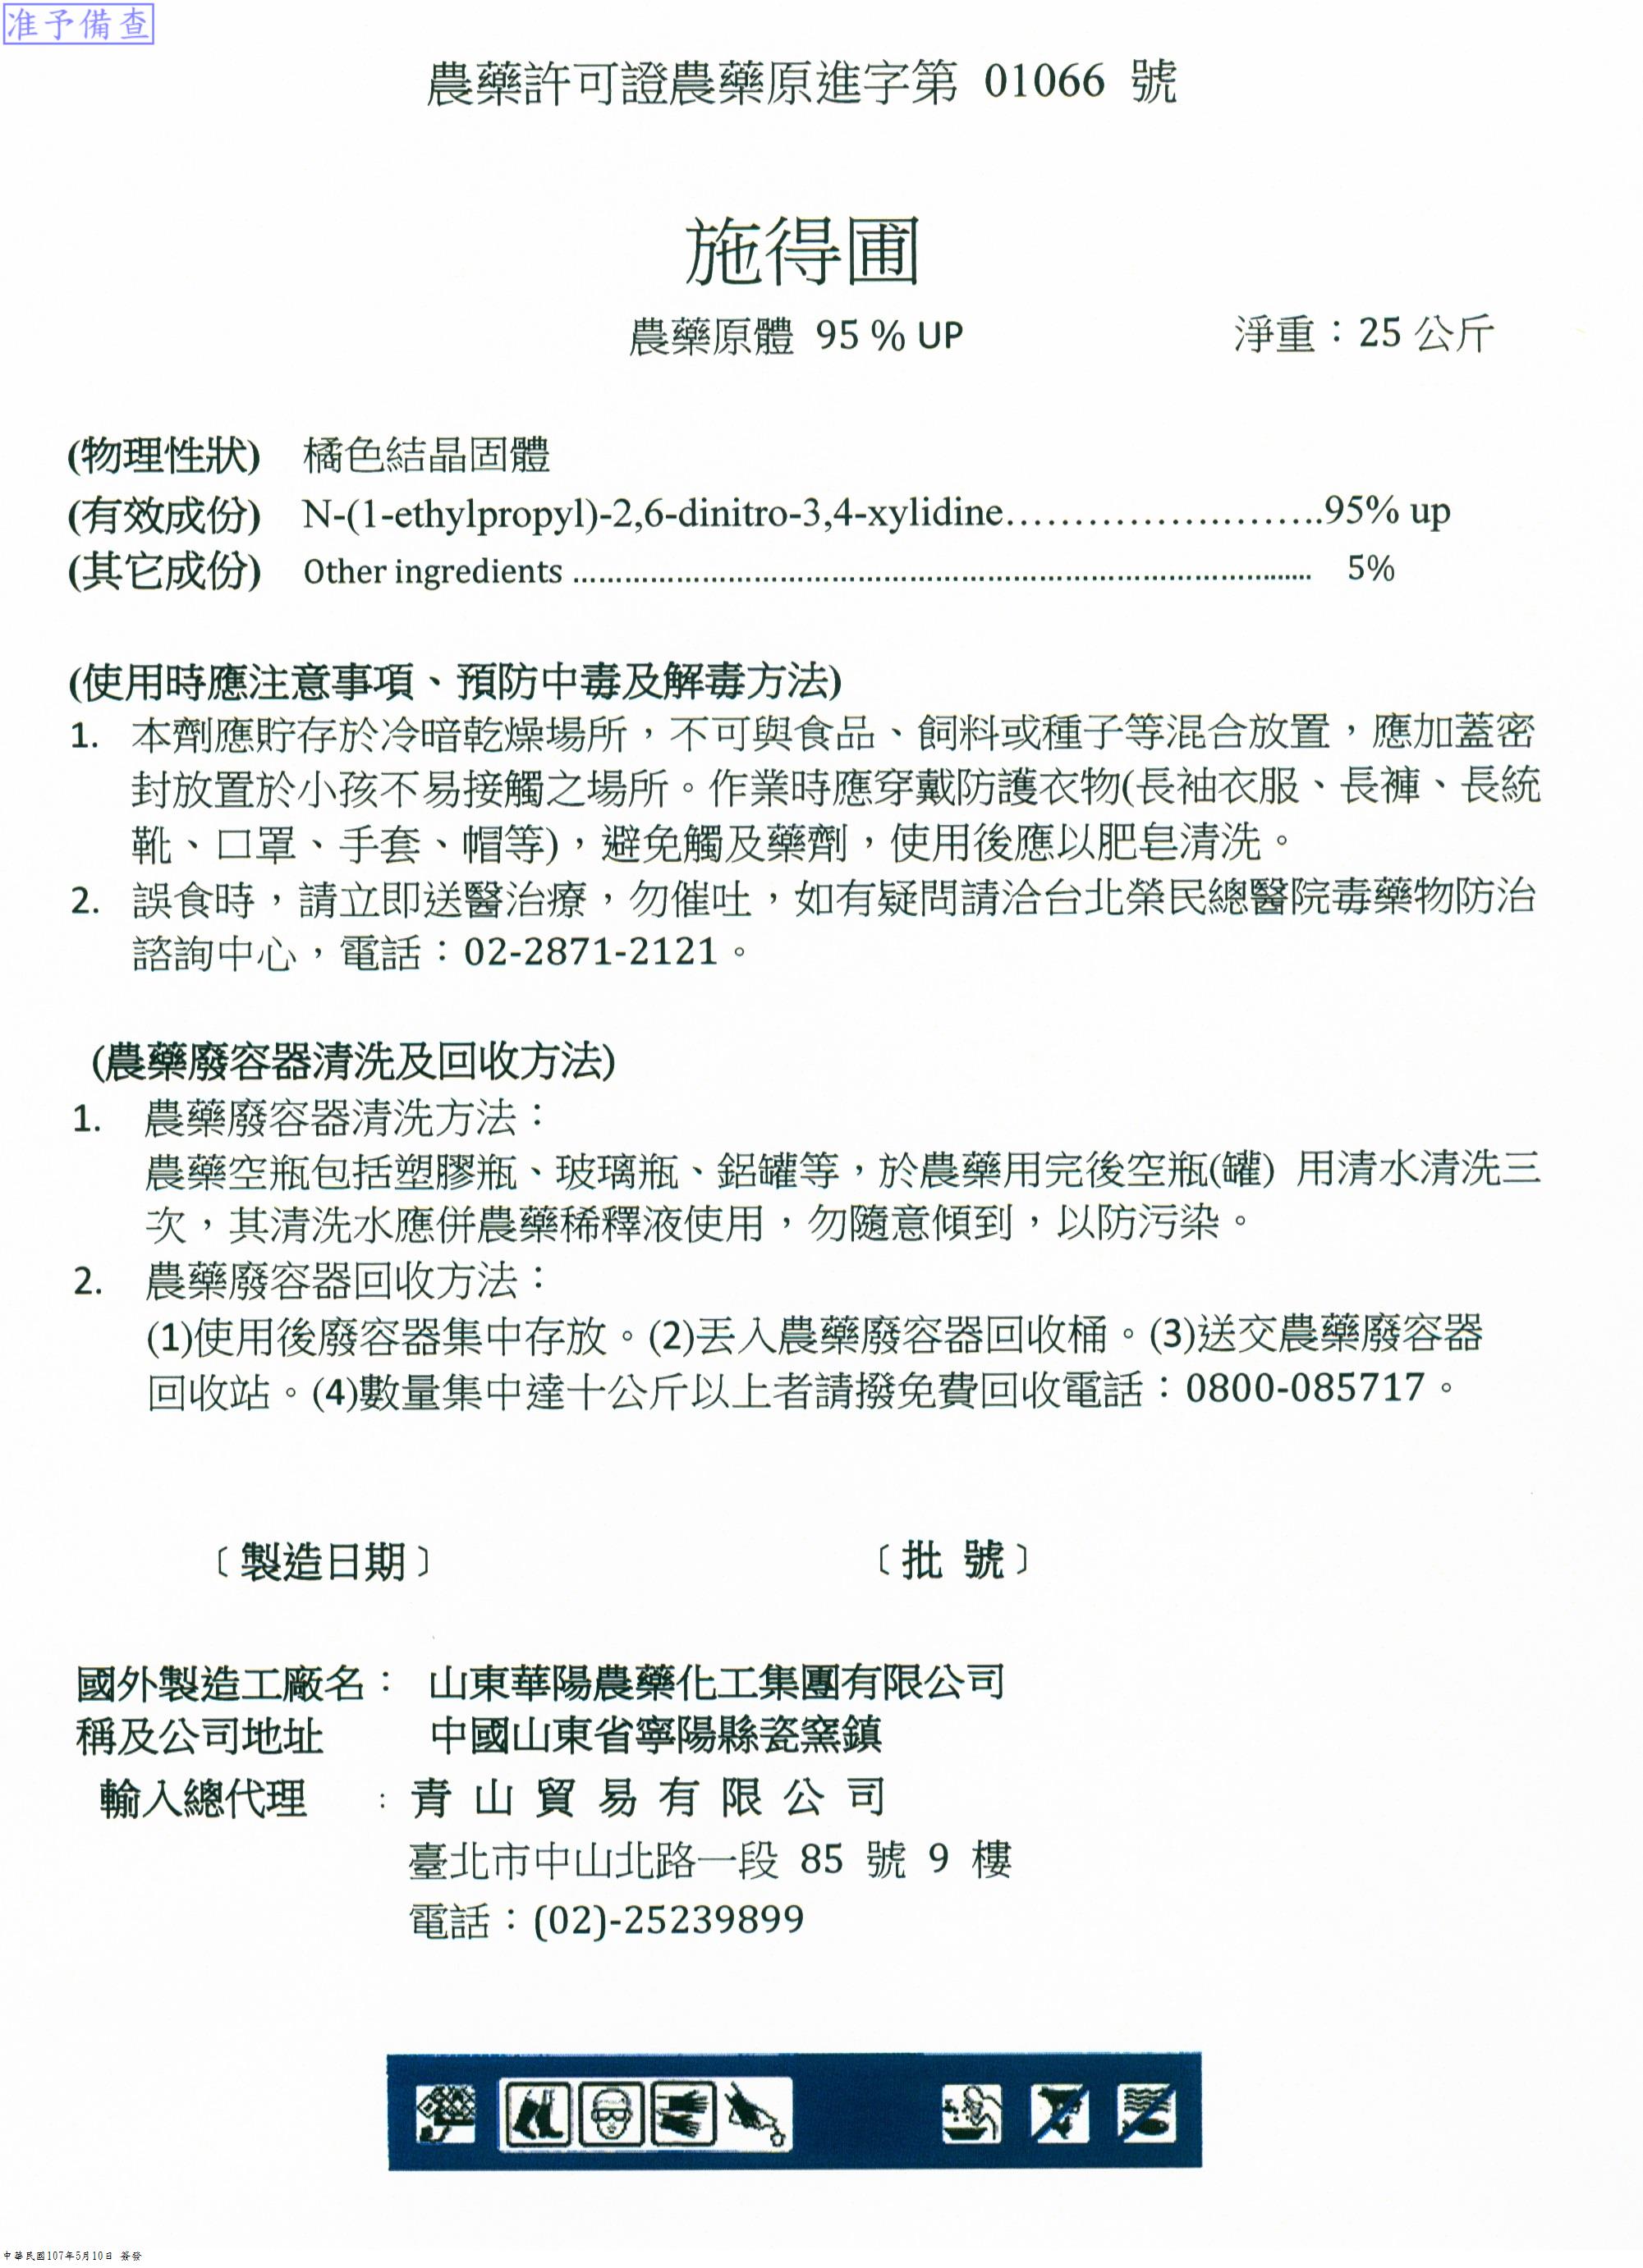 准予備查
農藥許可證農藥原進字第 01066 號
施得圃
農藥原體 95 % UP 淨重：25 公斤
(物理性狀) 橘色結晶固體
(有效成份) N-(1-ethylpropyl)-2,6-dinitro-3,4-xylidine……………………..95% up
(其它成份) Other ingredients ................................................................................ 5%
(使用時應注意事項、預防中毒及解毒方法)
1. 本劑應貯存於冷暗乾燥場所，不可與食品、飼料或種子等混合放置，應加蓋密
封放置於小孩不易接觸之場所。作業時應穿戴防護衣物(長袖衣服、長褲、長統
靴、口罩、手套、帽等)，避免觸及藥劑，使用後應以肥皂清洗。
2. 誤食時，請立即送醫治療，勿催吐，如有疑問請洽台北榮民總醫院毒藥物防治
諮詢中心，電話：02-2871-2121。
(農藥廢容器清洗及回收方法)
1. 農藥廢容器清洗方法：
農藥空瓶包括塑膠瓶、玻璃瓶、鋁罐等，於農藥用完後空瓶(罐) 用清水清洗三
次，其清洗水應併農藥稀釋液使用，勿隨意傾到，以防污染。
2. 農藥廢容器回收方法：
(1)使用後廢容器集中存放。(2)丟入農藥廢容器回收桶。(3)送交農藥廢容器
回收站。(4)數量集中達十公斤以上者請撥免費回收電話：0800-085717。
〔製造日期〕 〔批 號〕
國外製造工廠名： 山東華陽農藥化工集團有限公司
稱及公司地址 中國山東省寧陽縣瓷窯鎮
輸入總代理 : 青 山 貿 易 有 限 公 司
臺北市中山北路一段 85 號 9 樓
電話：(02)-25239899
中華民國107年5月10日 簽發